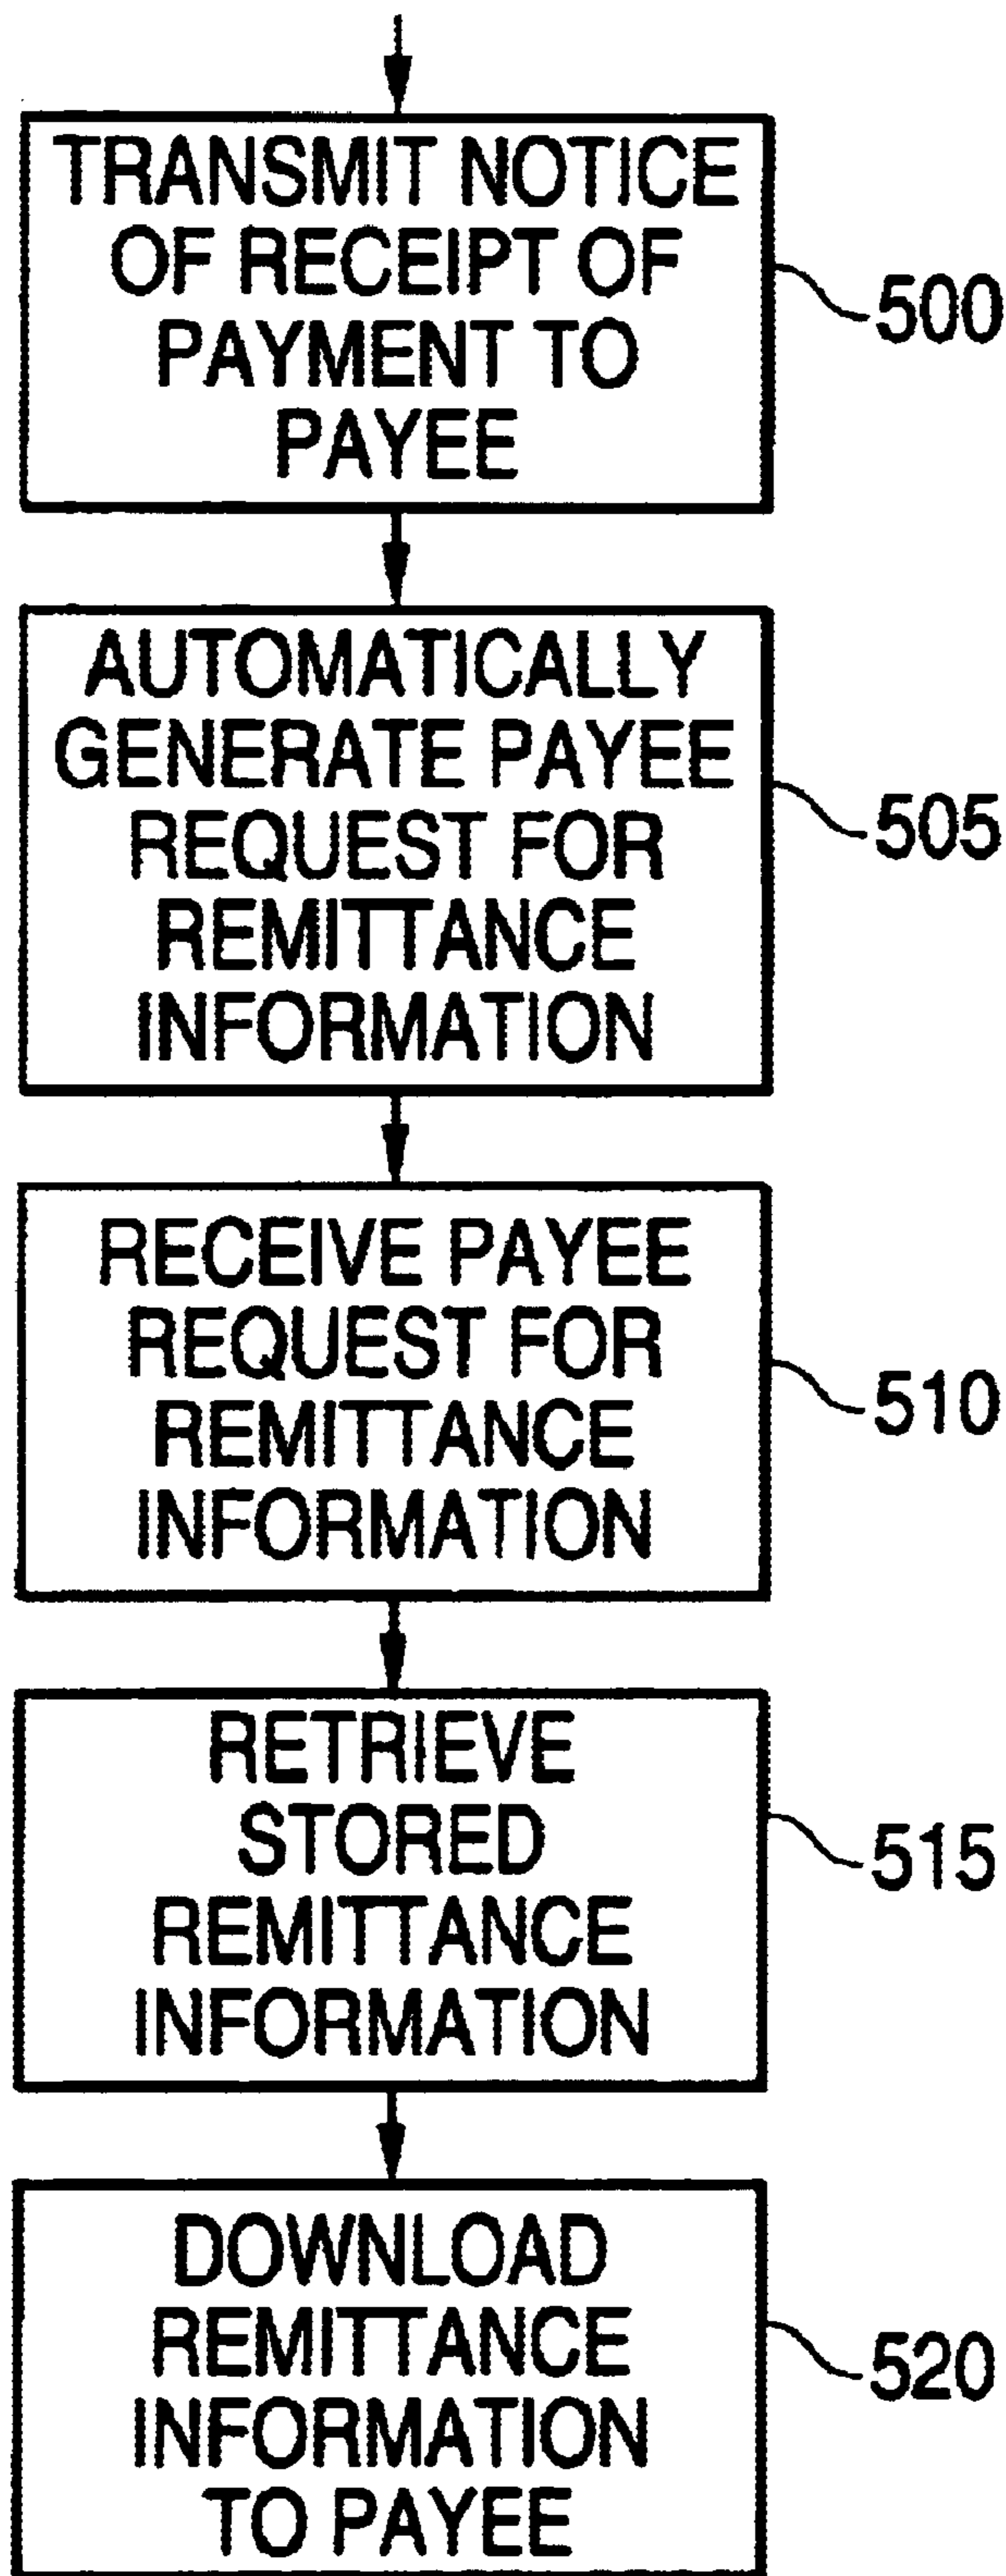 TRANSMIT NOTICE
OF RECEIPT OF
PAYMENT TO
PAYEE
500
AUTOMATICALLY
GENERATE PAYEE
REQUEST FOR
REMITTANCE
INFORMATION
505
RECEIVE PAYEE
REQUEST FOR
REMITTANCE
INFORMATION
510
RETRIEVE
STORED
REMITTANCE
INFORMATION
515
DOWNLOAD
REMITTANCE
INFORMATION
TO PAYEE
520